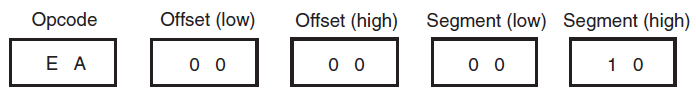 Opcode Offset (low) Offset (high) Segment (low) Segment (high)
E A 0 0 0 0 0 0 1 0